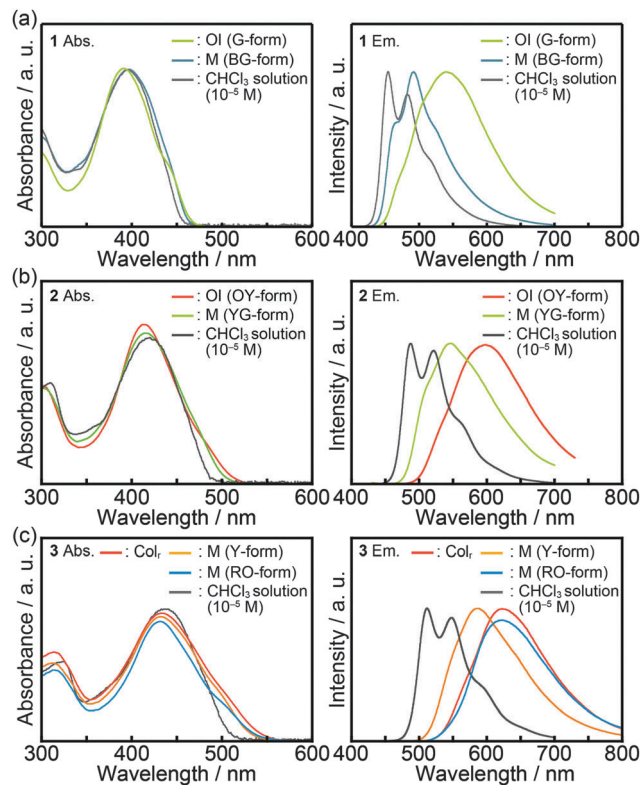 (a)
1 Abs.
: OI (G-form)
: M (BG-form)
: CHCl₃ solution
(10⁻⁵ M)
Absorbance / a. u.
300 400 500 600
Wavelength / nm
1 Em.
: OI (G-form)
: M (BG-form)
: CHCl₃ solution
(10⁻⁵ M)
Intensity / a. u.
400 500 600 700 800
Wavelength / nm
(b)
2 Abs.
: OI (OY-form)
: M (YG-form)
: CHCl₃ solution
(10⁻⁵ M)
Absorbance / a. u.
300 400 500 600
Wavelength / nm
2 Em.
: OI (OY-form)
: M (YG-form)
: CHCl₃ solution
(10⁻⁵ M)
Intensity / a. u.
400 500 600 700 800
Wavelength / nm
(c)
3 Abs. : Colᵣ : M (Y-form)
: M (RO-form)
: CHCl₃ solution
(10⁻⁵ M)
Absorbance / a. u.
300 400 500 600
Wavelength / nm
3 Em. : Colᵣ : M (Y-form)
: M (RO-form)
: CHCl₃ solution
(10⁻⁵ M)
Intensity / a. u.
400 500 600 700 800
Wavelength / nm